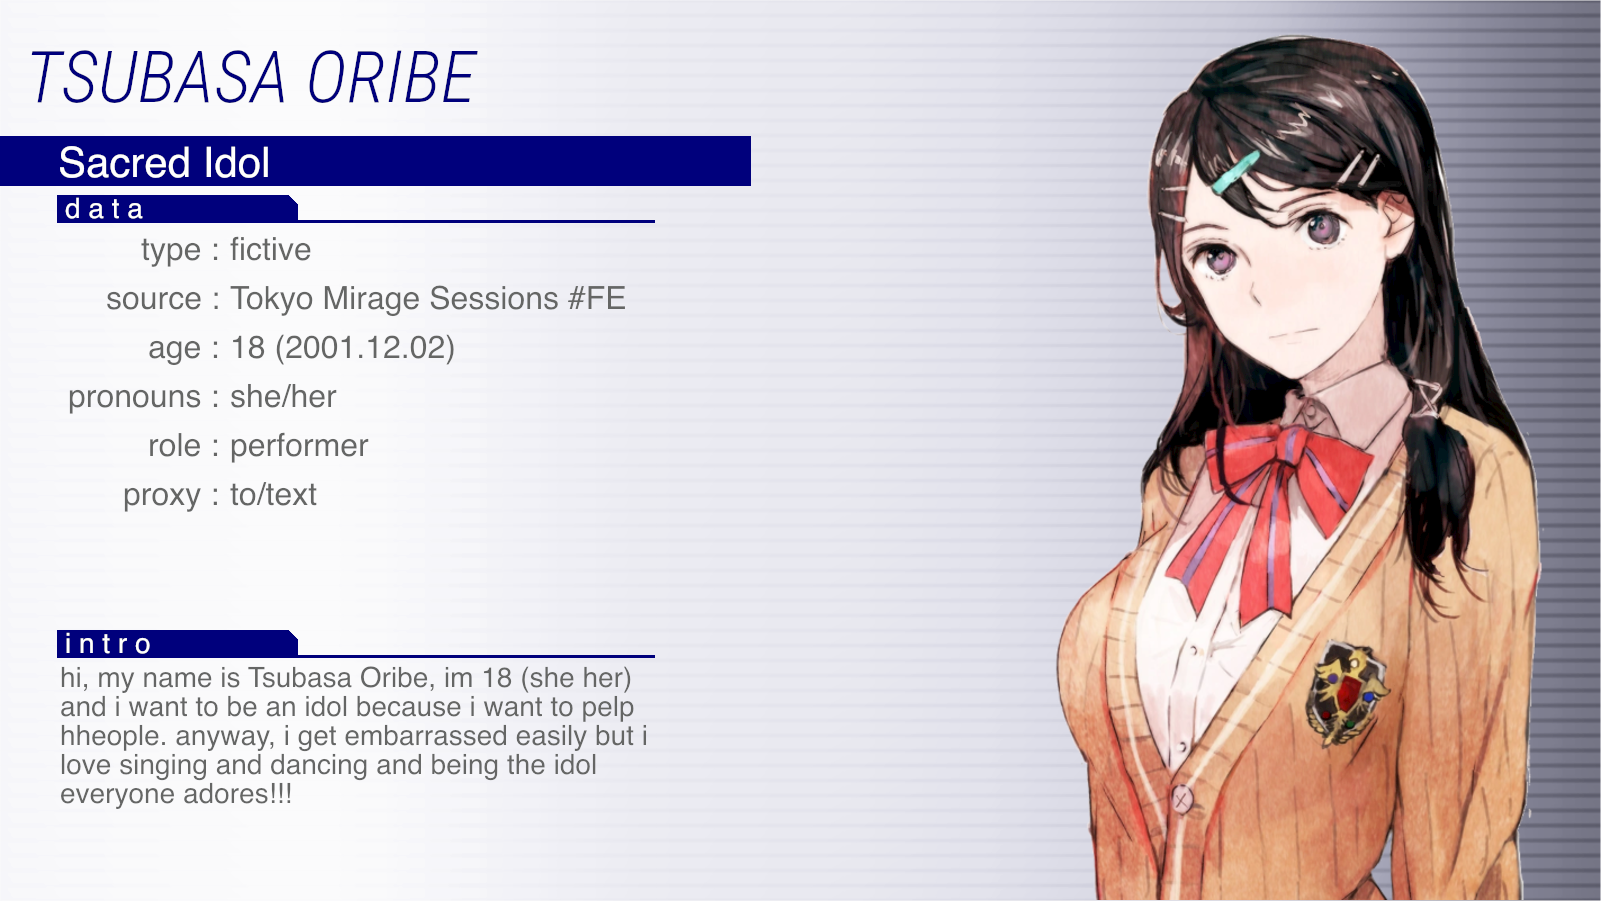 TSUBASA ORIBE
Sacred Idol
data
type : fictive
source : Tokyo Mirage Sessions #FE
age : 18 (2001.12.02)
pronouns : she/her
role : performer
proxy : to/text
intro
hi, my name is Tsubasa Oribe, im 18 (she her)
and i want to be an idol because i want to pelp
hheople. anyway, i get embarrassed easily but i
love singing and dancing and being the idol
everyone adores!!!